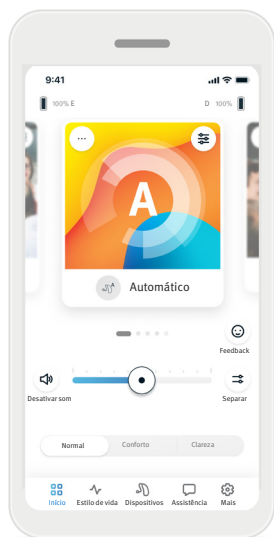 9:41
100% E
D 100%
A
A
Automático
Feedback
Desativar som
Separar
Normal Conforto Clareza
Início Estilo de vida Dispositivos Assistência Mais